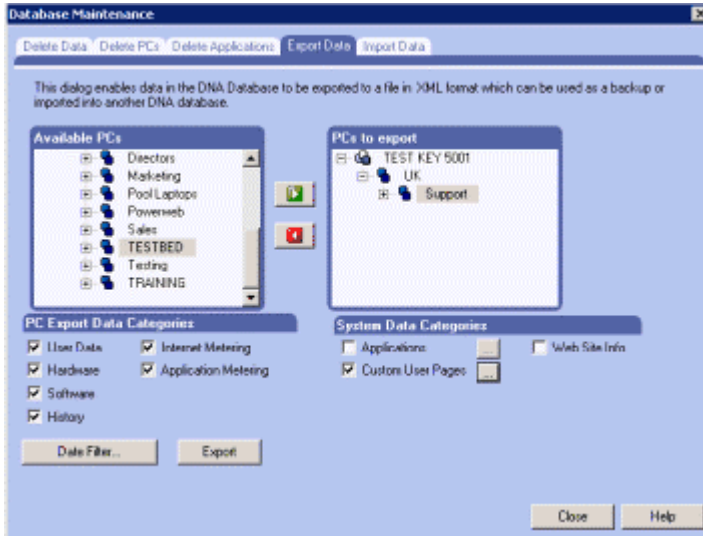 Database Maintenance
Delete Data Delete PCs Delete Applications Export Data Import Data
This dialog enables data in the DNA Database to be exported to a file in XML format which can be used as a backup or
imported into another DNA database.
Available PCs
Directors
Marketing
Pool Laptops
Powerweb
Sales
TESTBED
Testing
TRAINING
PCs to export
TEST KEY 5001
UK
Support
PC Export Data Categories
User Data Internet Metering
Hardware Application Metering
Software
History
System Data Categories
Applications ... Web Site Info
Custom User Pages ...
Date Filter... Export
Close Help